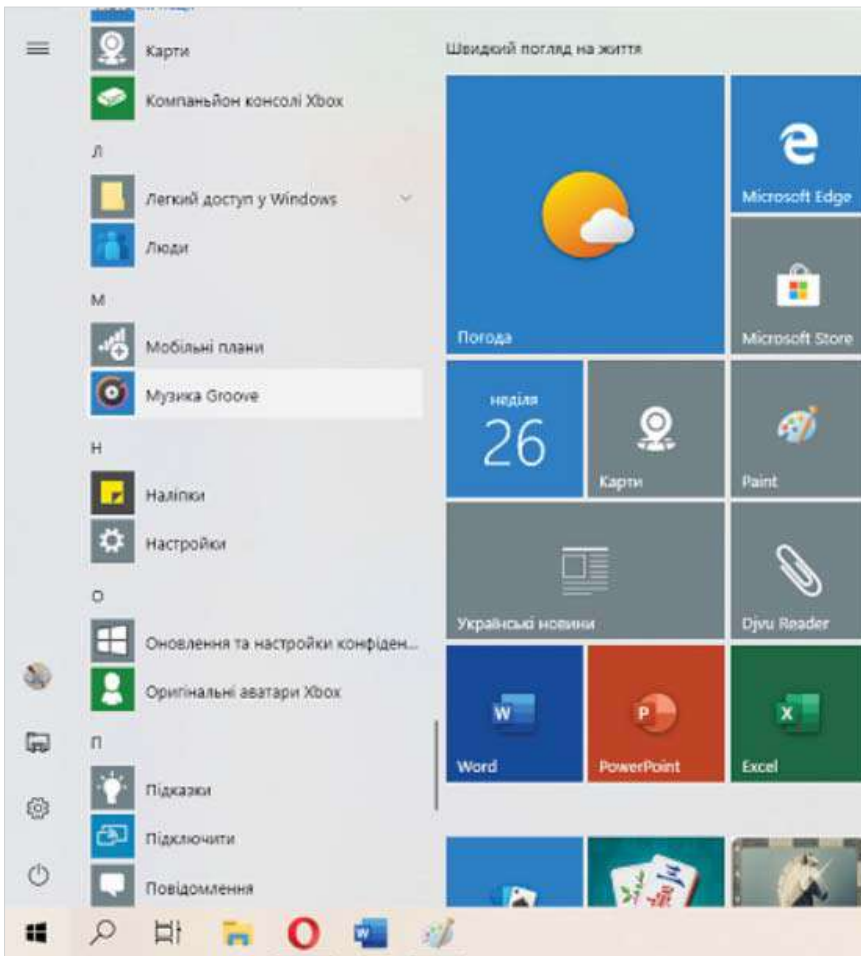 Карти
Компаньйон консолі Xbox
Л
Легкий доступ у Windows
Люди
М
Мобільні плани
Музика Groove
Н
Наліпки
Настройки
О
Оновлення та настройки конфіден...
Оригінальні аватари Xbox
П
Підказки
Підключити
Повідомлення
Швидкий погляд на життя
Погода
Microsoft Edge
Microsoft Store
неділя
26
Карти
Paint
Українські новини
Djvu Reader
Word
PowerPoint
Excel